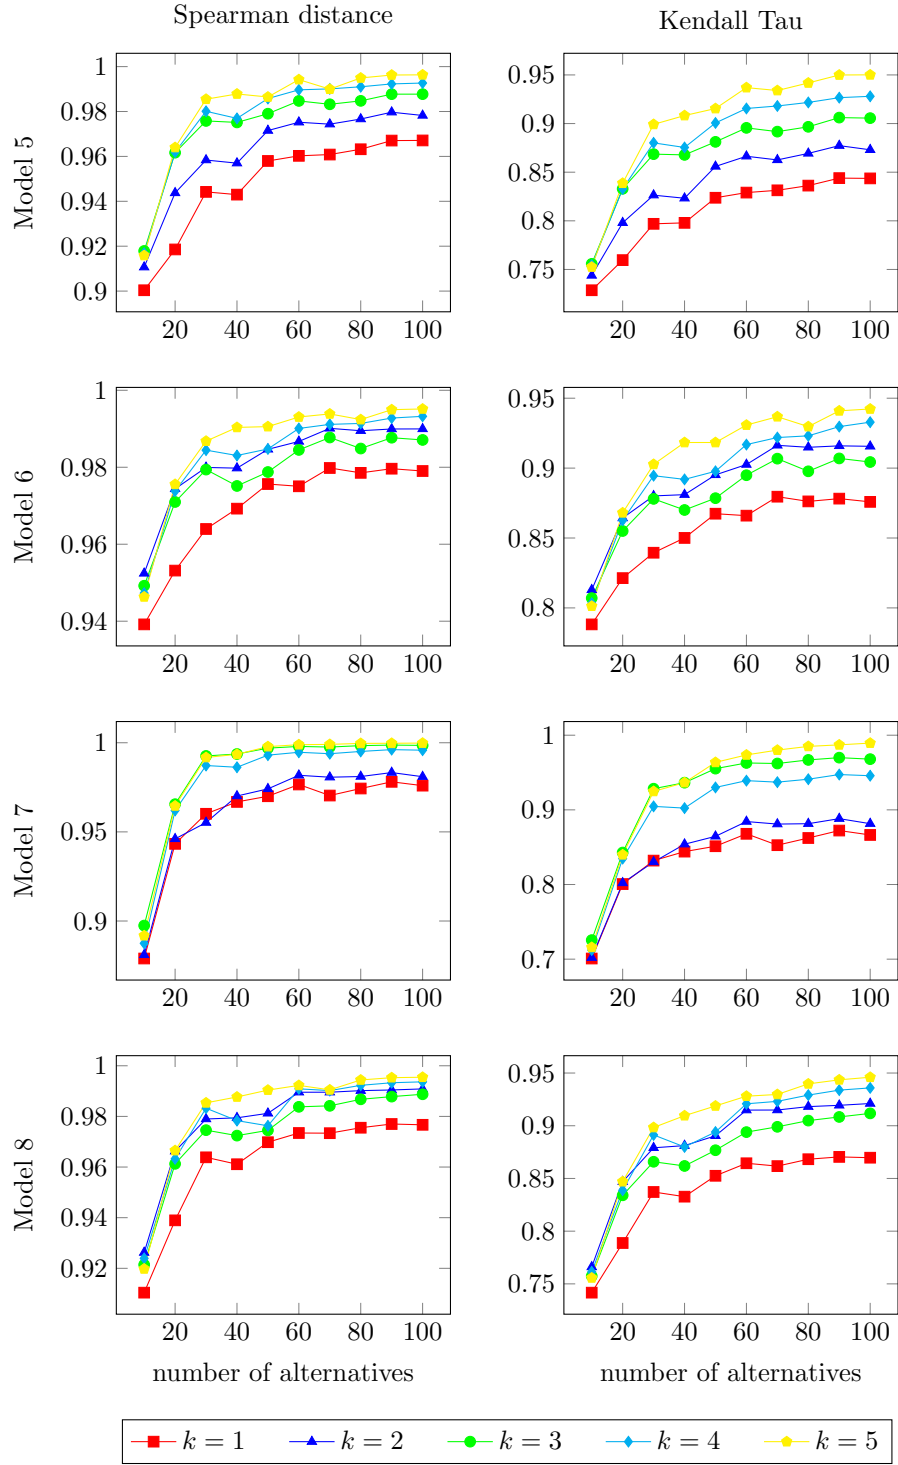 Spearman distance
Kendall Tau
Model 5
1
0.98
0.96
0.94
0.92
0.9
20 40 60 80 100
0.95
0.9
0.85
0.8
0.75
20 40 60 80 100
Model 6
1
0.98
0.96
0.94
20 40 60 80 100
0.95
0.9
0.85
0.8
20 40 60 80 100
Model 7
1
0.95
0.9
20 40 60 80 100
1
0.9
0.8
0.7
20 40 60 80 100
Model 8
1
0.98
0.96
0.94
0.92
20 40 60 80 100
number of alternatives
0.95
0.9
0.85
0.8
0.75
20 40 60 80 100
number of alternatives
k = 1 k = 2 k = 3 k = 4 k = 5